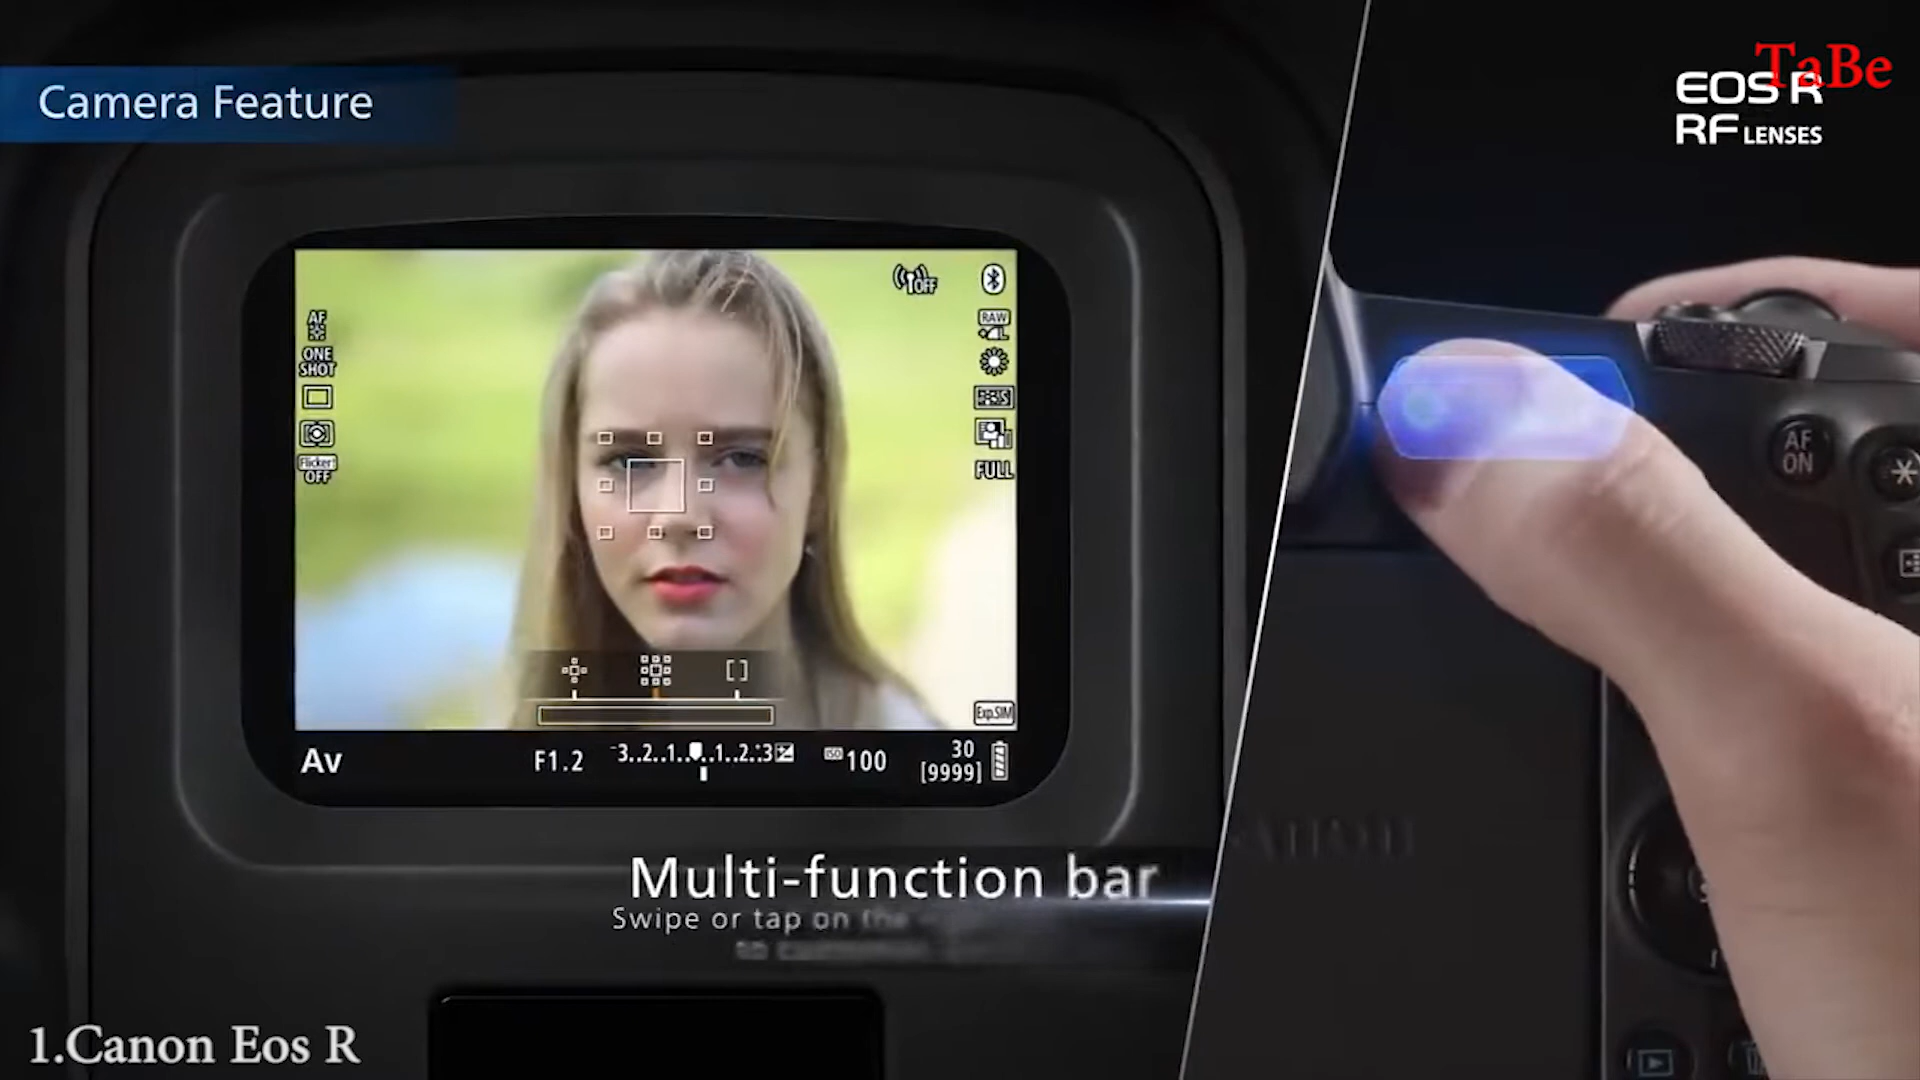 Camera Feature
TaBe
EOS R
RF LENSES
OFF
AF
ONE
SHOT
Flicker!
OFF
RAW
L
FULL
Exp.SIM
Av
F1.2
-3..2..1..
..1..2..+3
ISO 100
30
[9999]
AF
ON
Multi-function bar
Swipe or tap on the
1.Canon Eos R